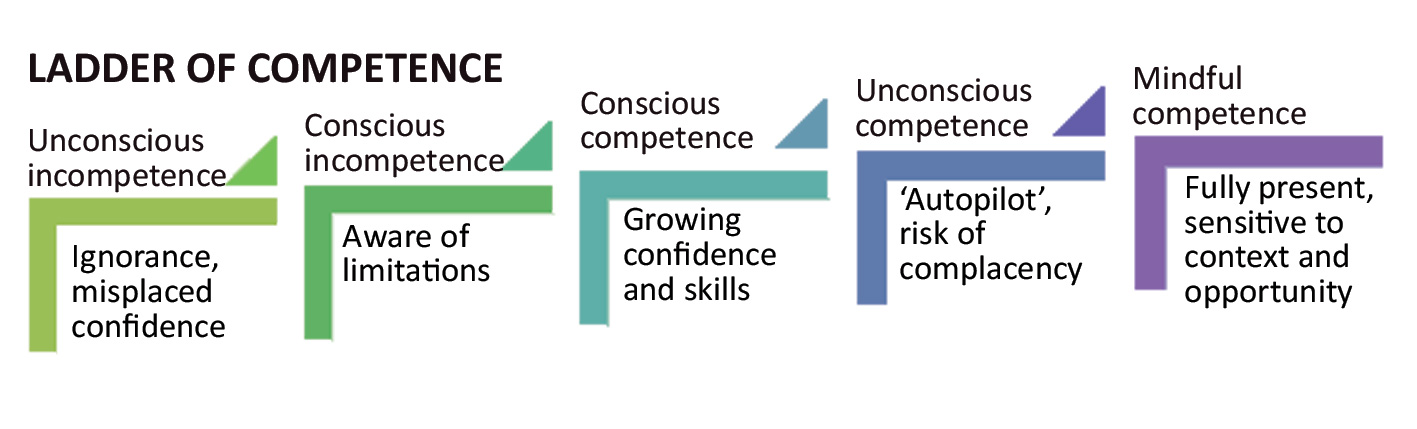 LADDER OF COMPETENCE
Unconscious
incompetence
Ignorance,
misplaced
confidence
Conscious
incompetence
Aware of
limitations
Conscious
competence
Growing
confidence
and skills
Unconscious
competence
‘Autopilot’,
risk of
complacency
Mindful
competence
Fully present,
sensitive to
context and
opportunity